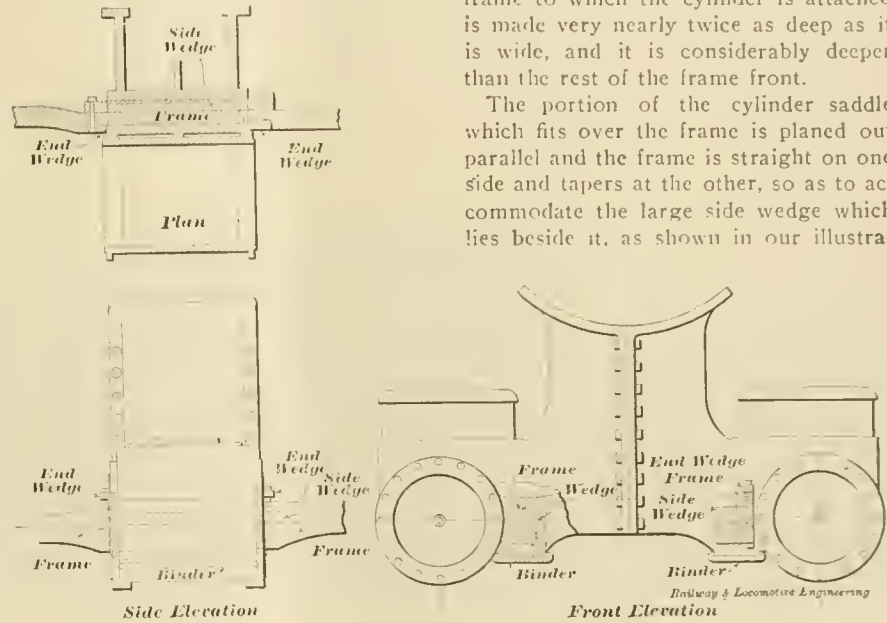 frame to which the cylinder is attached
is made very nearly twice as deep as it
is wide, and it is considerably deeper
than the rest of the frame front.
The portion of the cylinder saddle
which fits over the frame is planed out
parallel and the frame is straight on one
side and tapers at the other, so as to ac-
commodate the large side wedge which
lies beside it, as shown in our illustra-
Side
Wedge
Frame
End
Wedge
End
Wedge
Plan
End
Wedge
End
Wedge
Side
Wedge
Frame
Binder
Frame
Side Elevation
Frame
Wedge
End Wedge
Frame
Side
Wedge
Binder
Binder
Railway & Locomotive Engineering
Front Elevation